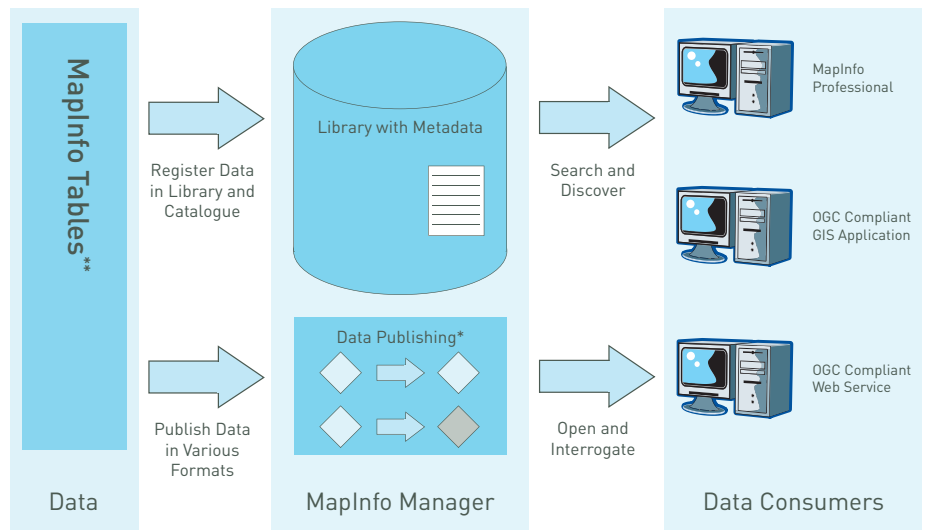 MapInfo Tables**
Register Data
in Library and
Catalogue
Publish Data
in Various
Formats
Data
Library with Metadata
Data Publishing*
MapInfo Manager
Search and
Discover
Open and
Interrogate
MapInfo
Professional
OGC Compliant
GIS Application
OGC Compliant
Web Service
Data Consumers